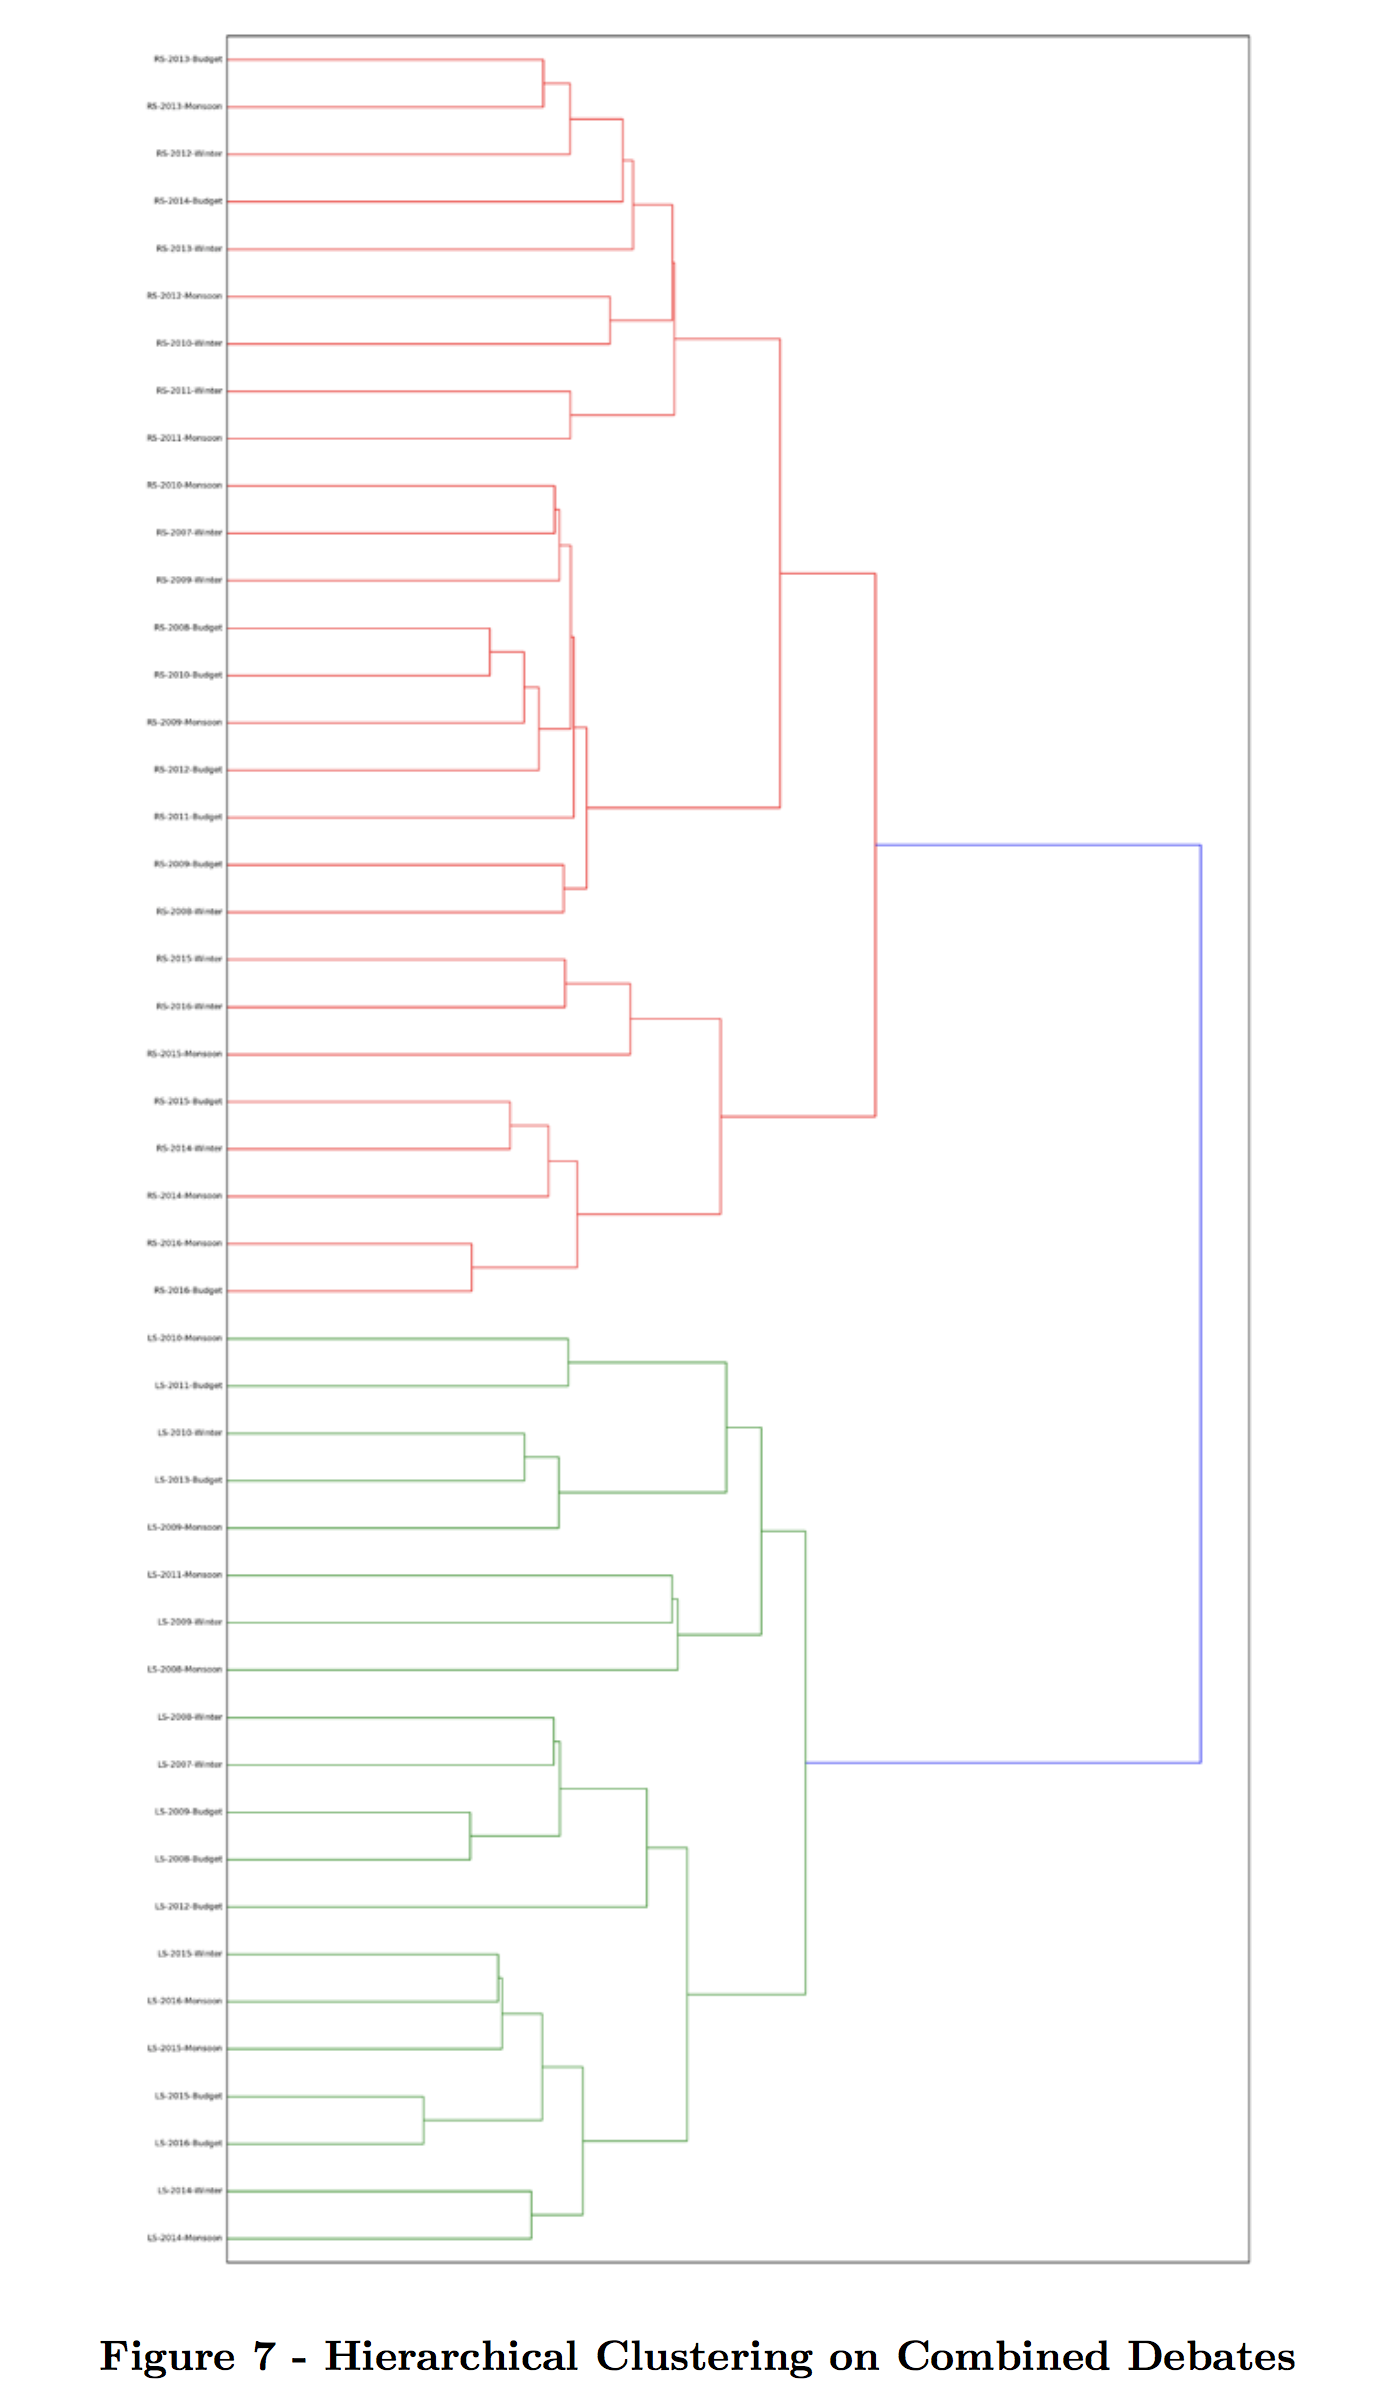 RS-2013-Budget
RS-2013-Monsoon
RS-2012-Winter
RS-2014-Budget
RS-2013-Winter
RS-2012-Monsoon
RS-2010-Winter
RS-2011-Winter
RS-2011-Monsoon
RS-2010-Monsoon
RS-2007-Winter
RS-2009-Winter
RS-2008-Budget
RS-2010-Budget
RS-2009-Monsoon
RS-2012-Budget
RS-2011-Budget
RS-2009-Budget
RS-2008-Winter
RS-2015-Winter
RS-2016-Winter
RS-2015-Monsoon
RS-2015-Budget
RS-2014-Winter
RS-2014-Monsoon
RS-2016-Monsoon
RS-2016-Budget
LS-2010-Monsoon
LS-2011-Budget
LS-2010-Winter
LS-2013-Budget
LS-2009-Monsoon
LS-2011-Monsoon
LS-2009-Winter
LS-2008-Monsoon
LS-2008-Winter
LS-2007-Winter
LS-2009-Budget
LS-2008-Budget
LS-2012-Budget
LS-2015-Winter
LS-2016-Monsoon
LS-2015-Monsoon
LS-2015-Budget
LS-2016-Budget
LS-2014-Winter
LS-2014-Monsoon
Figure 7 - Hierarchical Clustering on Combined Debates